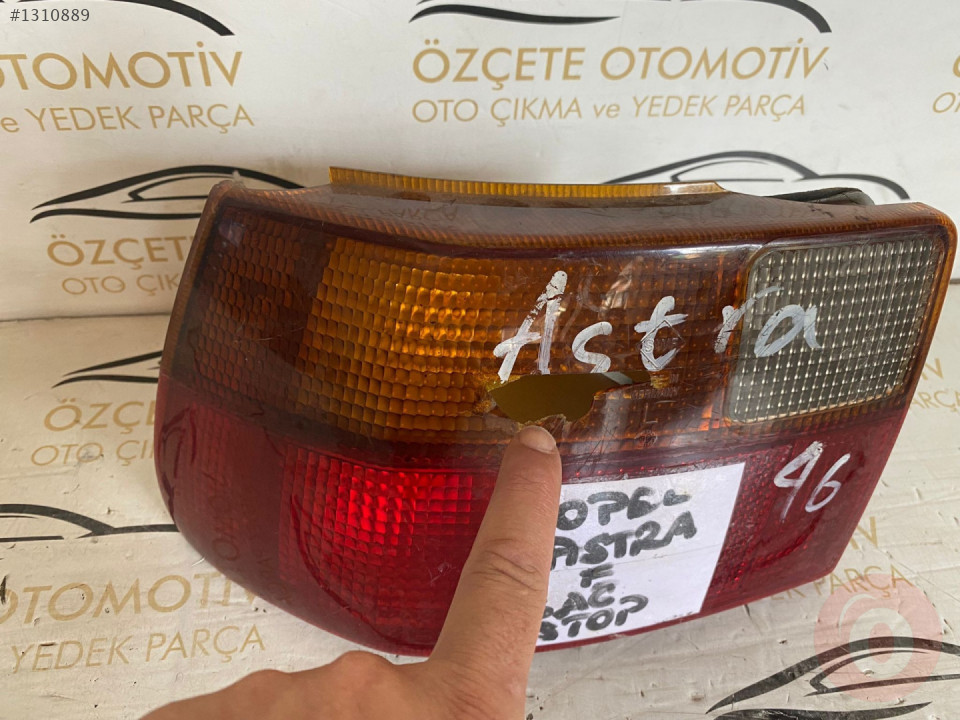 #1310889
OTOMOTİV
ve YEDEK PARÇA
ÖZÇETE OTOMOTİV
OTO ÇIKMA ve YEDEK PARÇA
ÖZÇETE
OTO ÇIKMA
Astra
L
46
OPEL
ASTRA
F
STOP
OTOMOTİV
YEDEK PARÇA